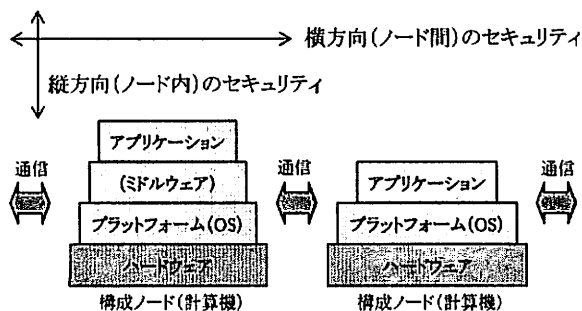 横方向(ノード間)のセキュリティ
縦方向(ノード内)のセキュリティ
通信
アプリケーション
(ミドルウェア)
プラットフォーム(OS)
ハードウェア
構成ノード(計算機)
通信
アプリケーション
プラットフォーム(OS)
ハードウェア
構成ノード(計算機)
通信